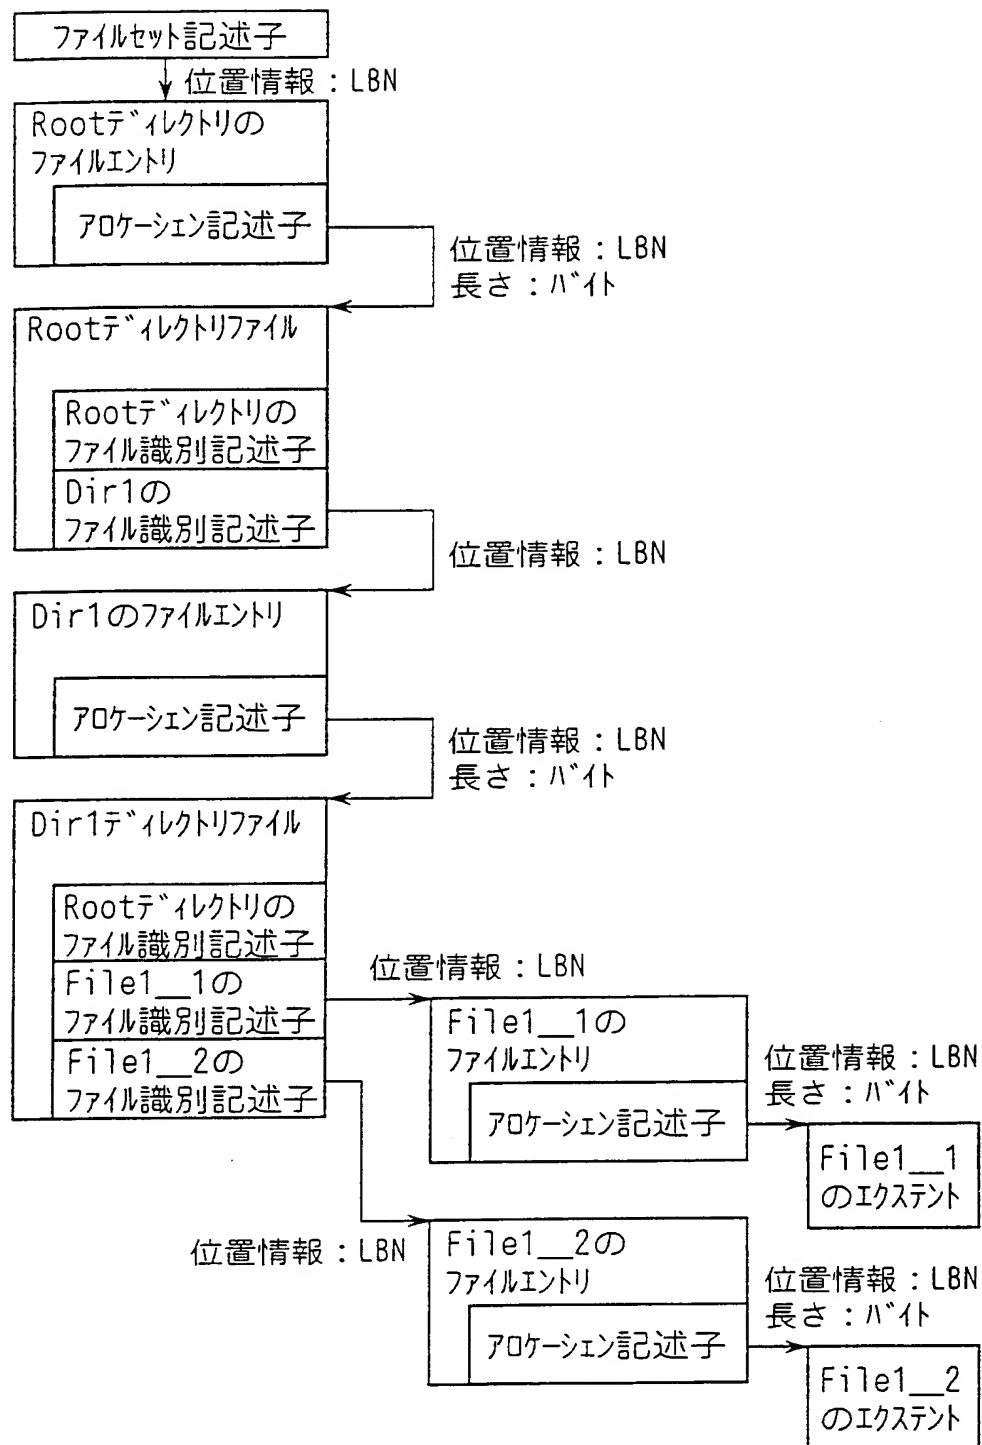 ファイルセット記述子
位置情報：LBN
Rootディレクトリの
ファイルエントリ
アロケーシェン記述子
位置情報：LBN
長さ：バイト
Rootディレクトリファイル
Rootディレクトリの
ファイル識別記述子
Dir1の
ファイル識別記述子
位置情報：LBN
Dir1のファイルエントリ
アロケーシェン記述子
位置情報：LBN
長さ：バイト
Dir1ディレクトリファイル
Rootディレクトリの
ファイル識別記述子
File1__1の
ファイル識別記述子
File1__2の
ファイル識別記述子
位置情報：LBN
File1__1の
ファイルエントリ
アロケーシェン記述子
位置情報：LBN
長さ：バイト
File1__1
のエクステント
位置情報：LBN
File1__2の
ファイルエントリ
アロケーシェン記述子
位置情報：LBN
長さ：バイト
File1__2
のエクステント